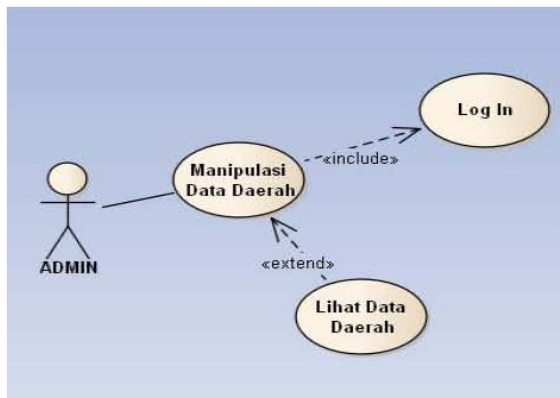 Log In
«include»
Manipulasi
Data Daerah
ADMIN
«extend»
Lihat Data
Daerah